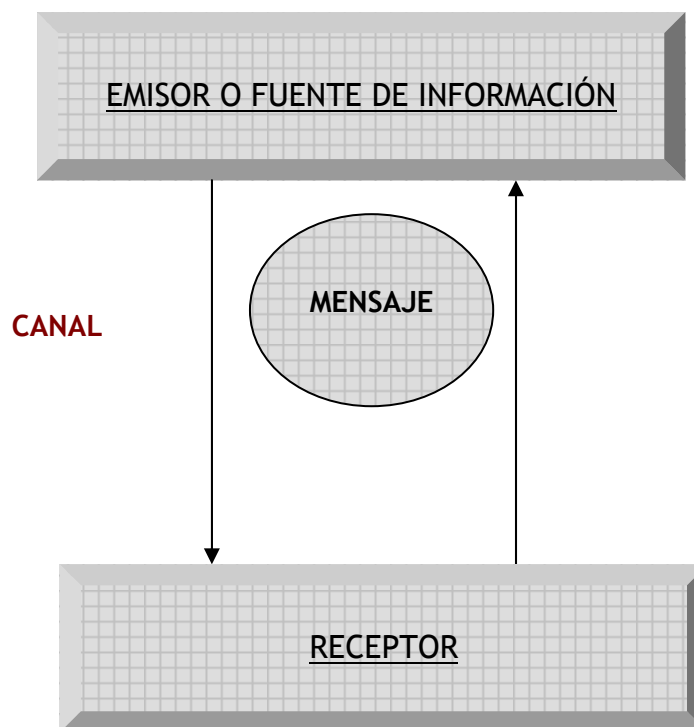 EMISOR O FUENTE DE INFORMACIÓN
MENSAJE
CANAL
RECEPTOR